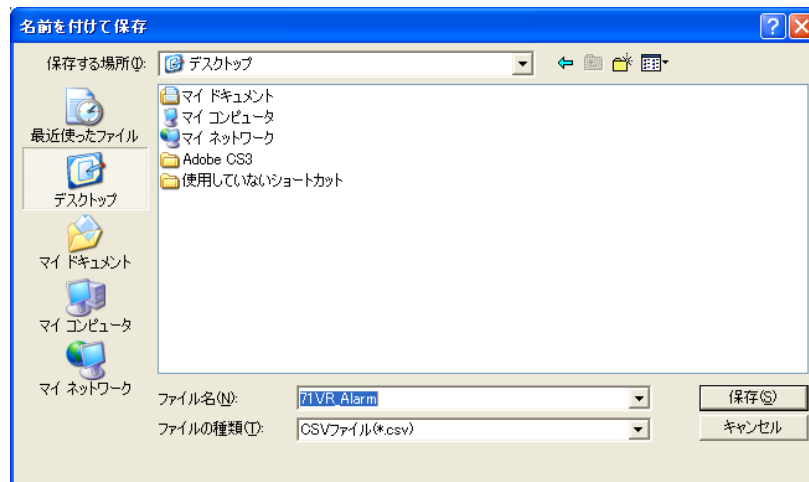 名前を付けて保存
保存する場所(I):
デスクトップ
最近使ったファイル
デスクトップ
マイ ドキュメント
マイ コンピュータ
マイ ネットワーク
マイ ドキュメント
マイ コンピュータ
マイ ネットワーク
Adobe CS3
使用していないショートカット
ファイル名(N):
71VR_Alarm
保存(S)
ファイルの種類(T):
CSVファイル(*.csv)
キャンセル